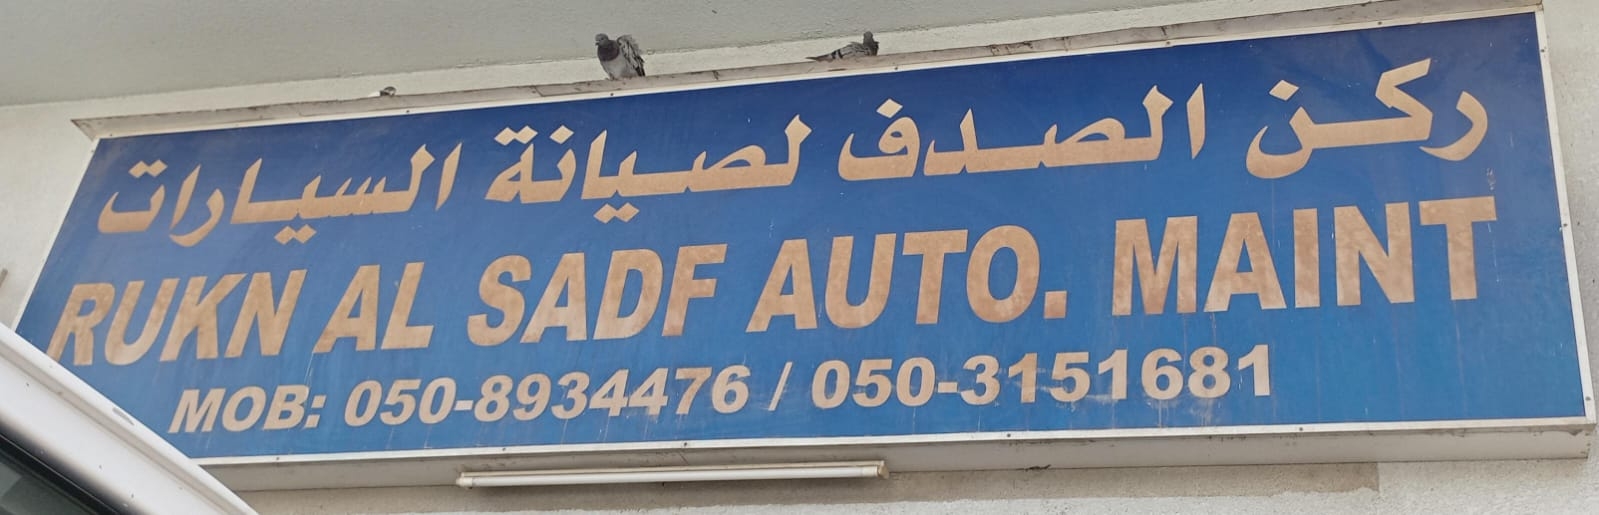 ركن الصدف لصيانة السيارات
RUKN AL SADF AUTO. MAINT
MOB: 050-8934476 / 050-3151681